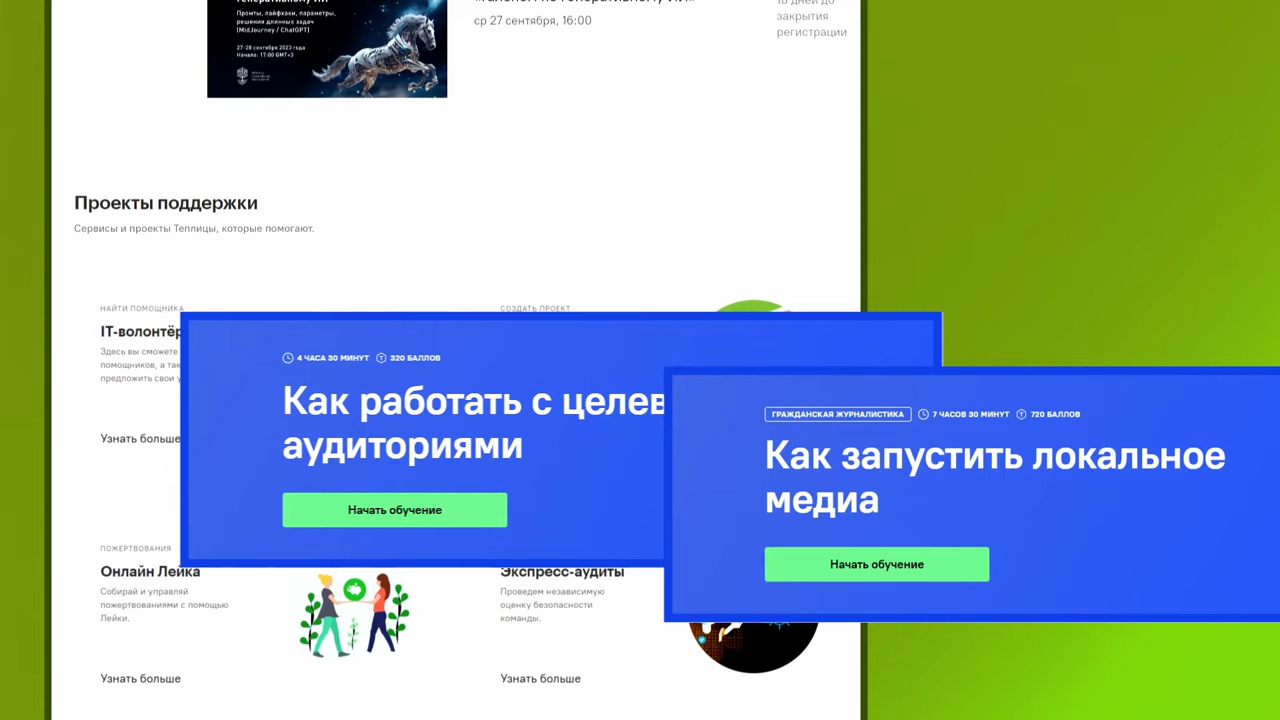 Промты, лайфхаки, параметры,
решения длинных задач
(MidJourney / ChatGPT)
27-28 сентября 2023 года
Начало: 17:00 GMT+3
ср 27 сентября, 16:00
18 дней до
закрытия
регистрации
Проекты поддержки
Сервисы и проекты Теплицы, которые помогают.
НАЙТИ ПОМОЩНИКА
IT-волонтёр
Здесь вы сможете
помощников, а так
предложить свои у
Узнать больше
СОЗДАТЬ ПРОЕКТ
4 ЧАСА 30 МИНУТ 320 БАЛЛОВ
Как работать с целев
аудиториями
Начать обучение
ГРАЖДАНСКАЯ ЖУРНАЛИСТИКА 7 ЧАСОВ 30 МИНУТ 720 БАЛЛОВ
Как запустить локальное
медиа
Начать обучение
ПОЖЕРТВОВАНИЯ
Онлайн Лейка
Собирай и управляй
пожертвованиями с помощью
Лейки.
Узнать больше
Экспресс-аудиты
Проведем независимую
оценку безопасности
команды.
Узнать больше